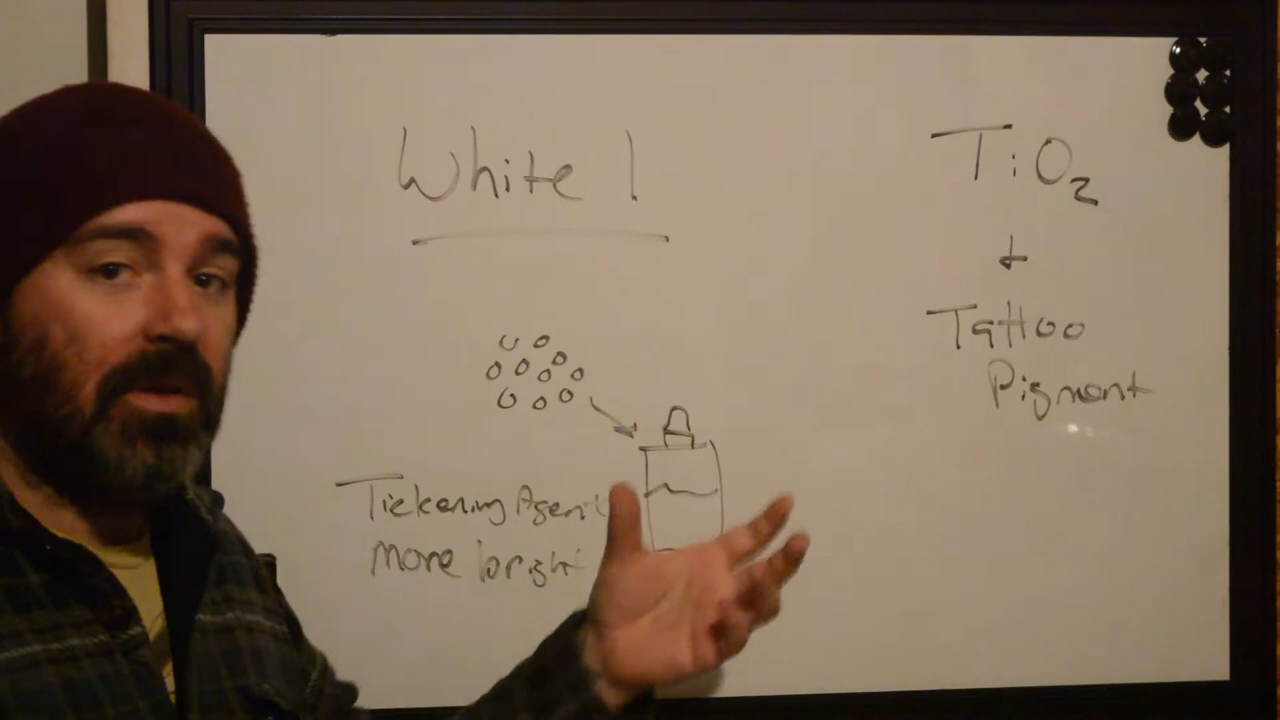 White 1
Tickening Agent
more bright
TiO2
+
Tattoo
Pigment